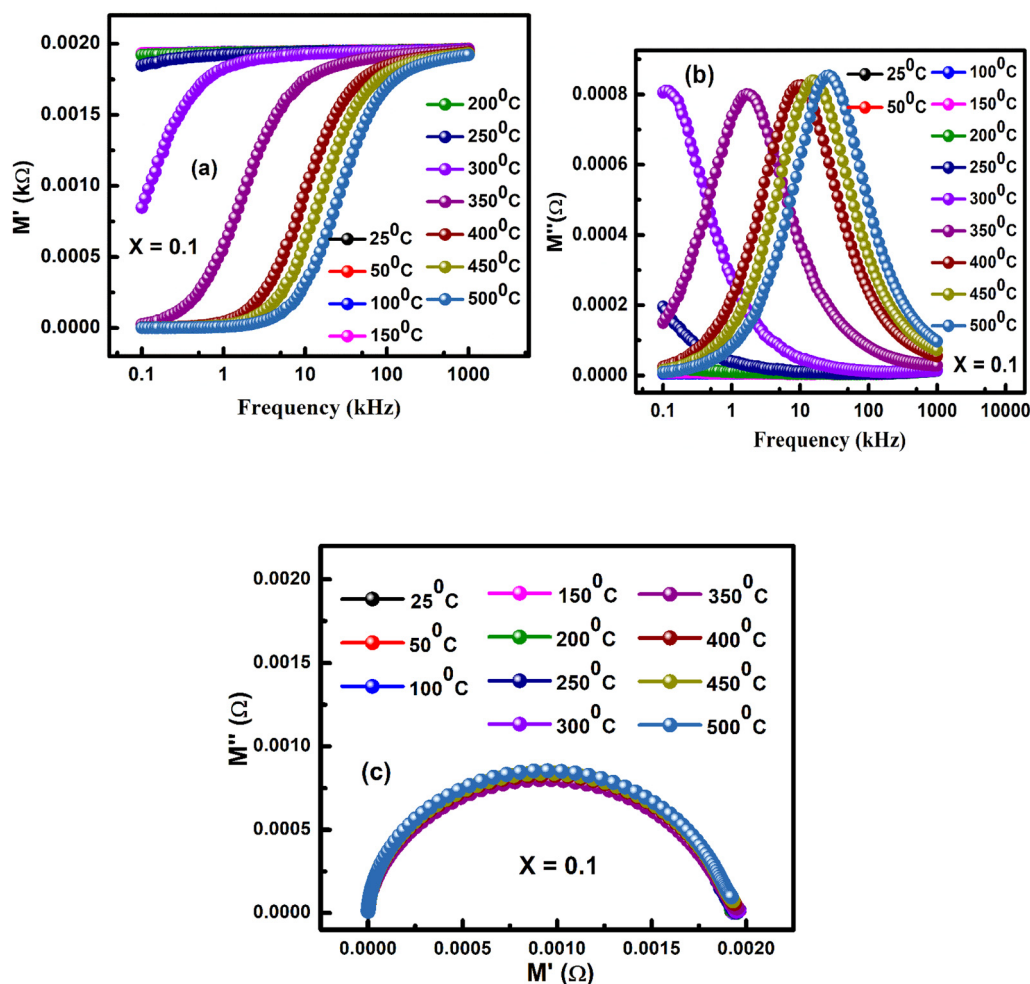 0.0020
0.0015
0.0010
0.0005
0.0000
M' (kΩ)
(a)
X = 0.1
200⁰C
250⁰C
300⁰C
350⁰C
400⁰C
450⁰C
500⁰C
25⁰C
50⁰C
100⁰C
150⁰C
0.1 1 10 100 1000
Frequency (kHz)
0.0008
0.0006
0.0004
0.0002
0.0000
M''(Ω)
(b)
25⁰C
50⁰C
100⁰C
150⁰C
200⁰C
250⁰C
300⁰C
350⁰C
400⁰C
450⁰C
500⁰C
X = 0.1
0.1 1 10 100 1000 10000
Frequency (kHz)
0.0020
0.0015
0.0010
0.0005
0.0000
M'' (Ω)
25⁰C
50⁰C
100⁰C
150⁰C
200⁰C
250⁰C
300⁰C
350⁰C
400⁰C
450⁰C
500⁰C
(c)
X = 0.1
0.0000 0.0005 0.0010 0.0015 0.0020
M' (Ω)